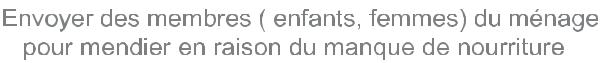 Envoyer des membres ( enfants, femmes) du ménage
pour mendier en raison du manque de nourriture